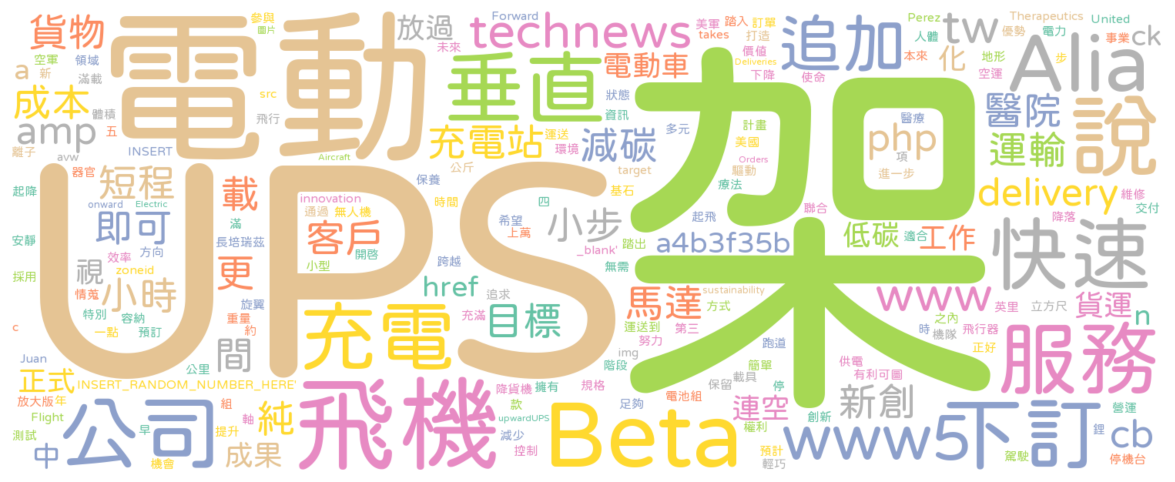 貨物 電動 放過 參與 圖片 Forward 美軍 踏入 訂單 Perez Therapeutics United
空軍 領域 未來 technews takes 打造 追加 tw 人體 優勢 電力 事業 ck
a 新 滿載 垂直 電動車 價值 Deliveries 本來 地形 步
下降 使命 化 空運 Alia
成本 體積 src 飛行 狀態 資訊 計畫 醫療 醫院 說
amp 五 充電站 運送 環境 減碳 多元 美國 php 運輸
離子 avw INSERT Aircraft 公斤 target Orders 項
器官 短程 保養 基石 驅動 進一步 delivery 維修
起降 載 innovation 時間 療法 交付
onward Electric 通過 無人機 四 聯合 降落
即可 滿 客戶 上萬 希望 小步 踏出 起飛 加 低碳 適合 工作 快速
安靜 方向 長培瑞茲 開啓 跨越 _blank' a4b3f35b
效率 小型 無需
採用 視 zoneid 更 href 追求 sustainability www
情蒐 小時 旋翼 UPS 馬達 方式 架 英里 立方尺 貨運 n
特別 容納 重量 充電 充滿 目標 運送到 第三 之內
c 一點 預訂 約 努力 時 機隊 飛行器
間 跑道 正好 服務
Juan 公里 img 階段 簡單 供電
正式 INSERT_RANDOM_NUMBER_HERE' 降貨機 擁有 規格 載具 停 有利可圖
放大版 年 組 飛機 款 電池組 保留 新創
Flight 公司 早 軸 純 upwardUPS 足夠 連空 創新 營運
測試 提升 減少 Beta 福利 www5 下訂 鋰 cb
中 機會 成果 控制 預計 輕巧 駕駛 停機台